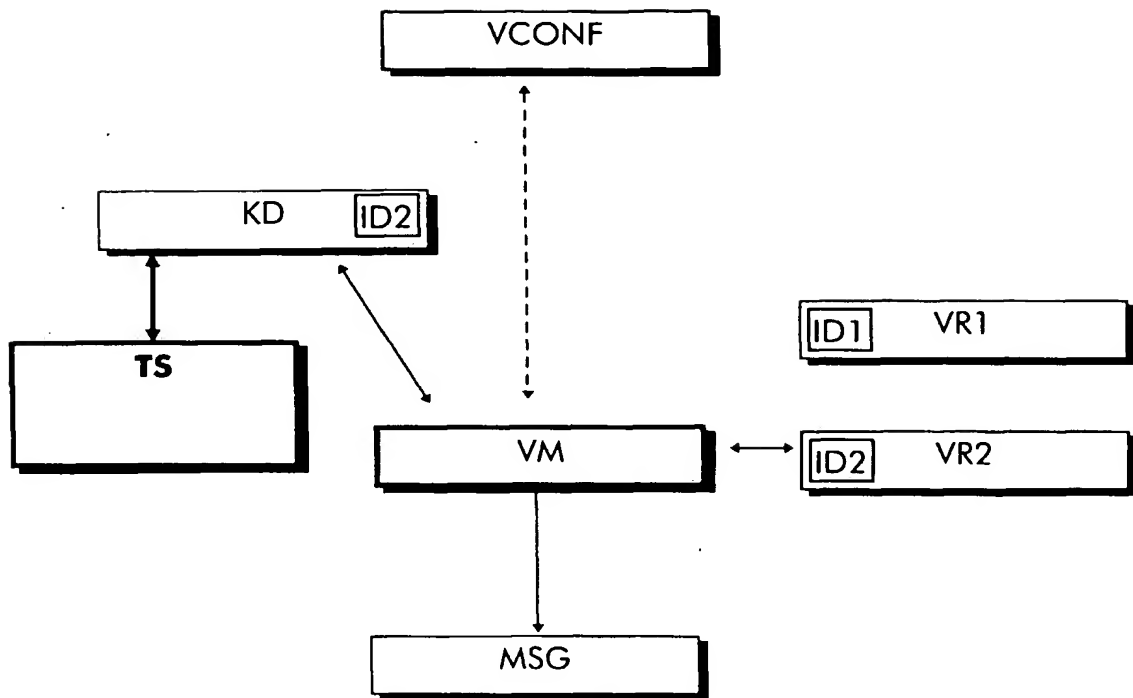 VCONF
KD
ID2
TS
ID1
VR1
VM
ID2
VR2
MSG